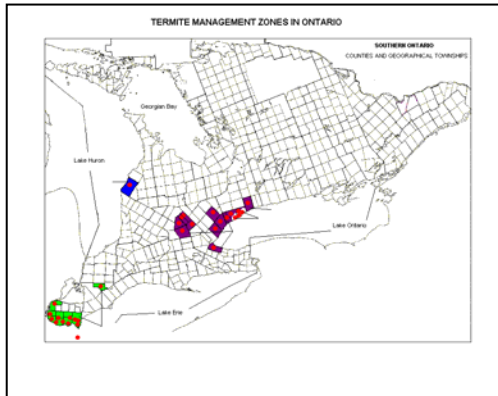 TERMITE MANAGEMENT ZONES IN ONTARIO
SOUTHERN ONTARIO
COUNTIES AND GEOGRAPHICAL TOWNSHIPS
Georgian Bay
Lake Huron
Lake Ontario
Lake Erie